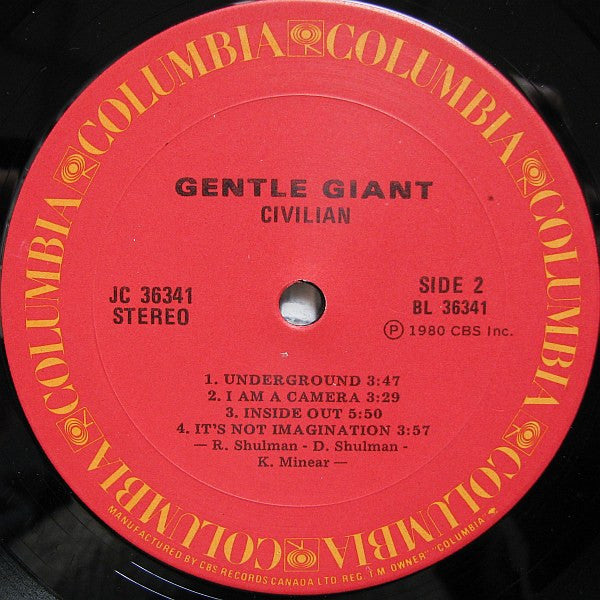 COLUMBIA COLUMBIA COLUMBIA COLUMBIA COLUMBIA COLUMBIA
GENTLE GIANT
CIVILIAN
JC 36341
STEREO
SIDE 2
BL 36341
Ⓟ 1980 CBS Inc.
1. UNDERGROUND 3:47
2. I AM A CAMERA 3:29
3. INSIDE OUT 5:50
4. IT'S NOT IMAGINATION 3:57
— R. Shulman - D. Shulman -
K. Minear —
MANUFACTURED BY CBS RECORDS CANADA LTD. REG. T.M. OWNER "COLUMBIA"